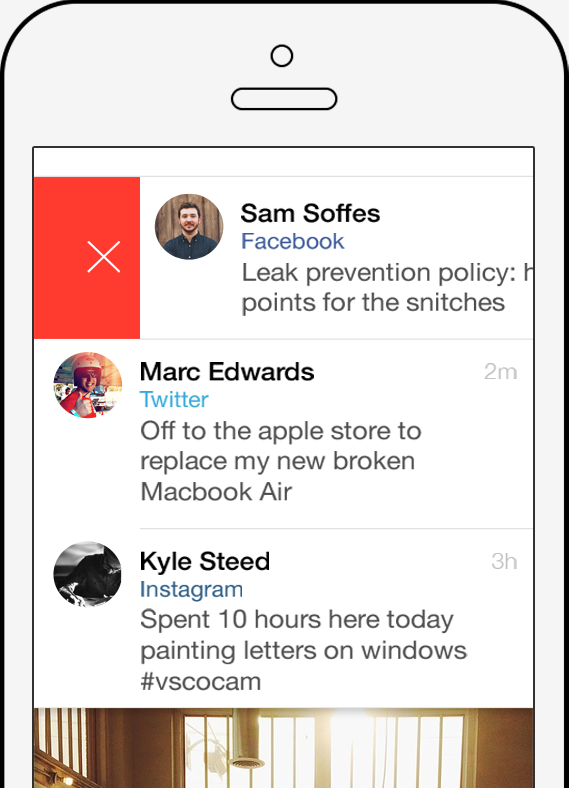 Sam Soffes
Facebook
Leak prevention policy: h
points for the snitches
Marc Edwards
2m
Twitter
Off to the apple store to
replace my new broken
Macbook Air
Kyle Steed
3h
Instagram
Spent 10 hours here today
painting letters on windows
#vscocam